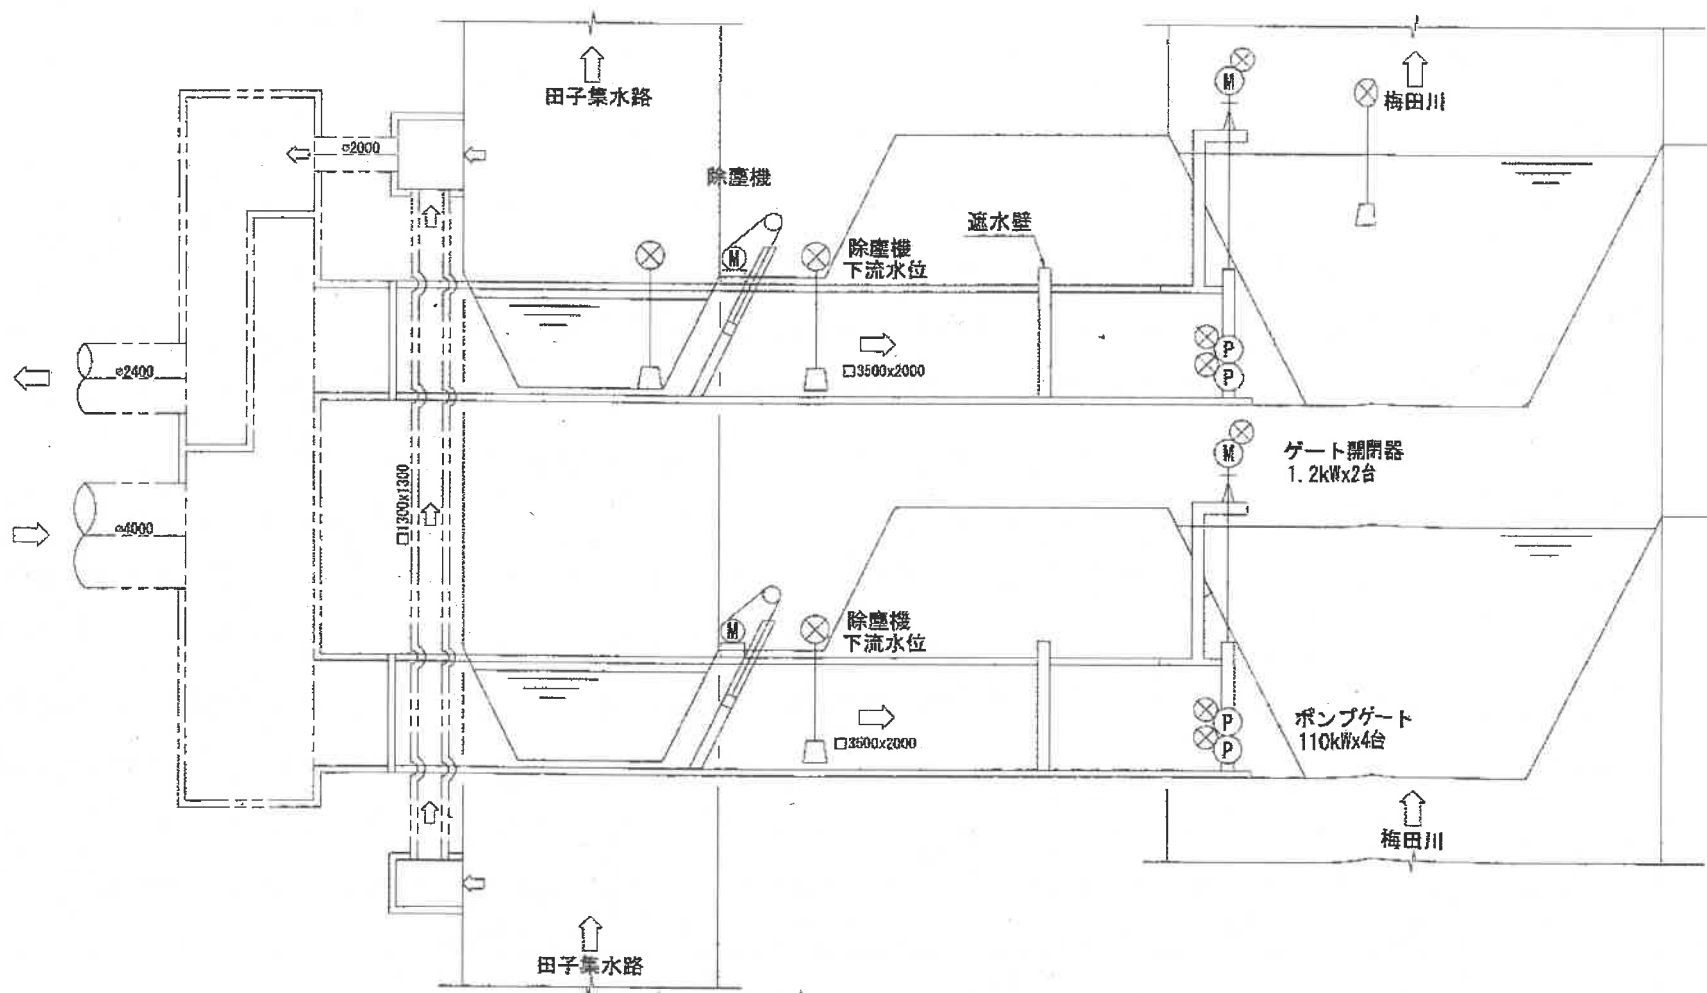 田子集水路
梅田川
M
⌀2000
除塵機
遮水壁
M
除塵機
下流水位
P
P
⌀2400
□3500x2000
M
ゲート開閉器
1.2kWx2台
□1300x1300
⌀4000
M
除塵機
下流水位
P
P
ポンプゲート
110kWx4台
□3500x2000
梅田川
田子集水路